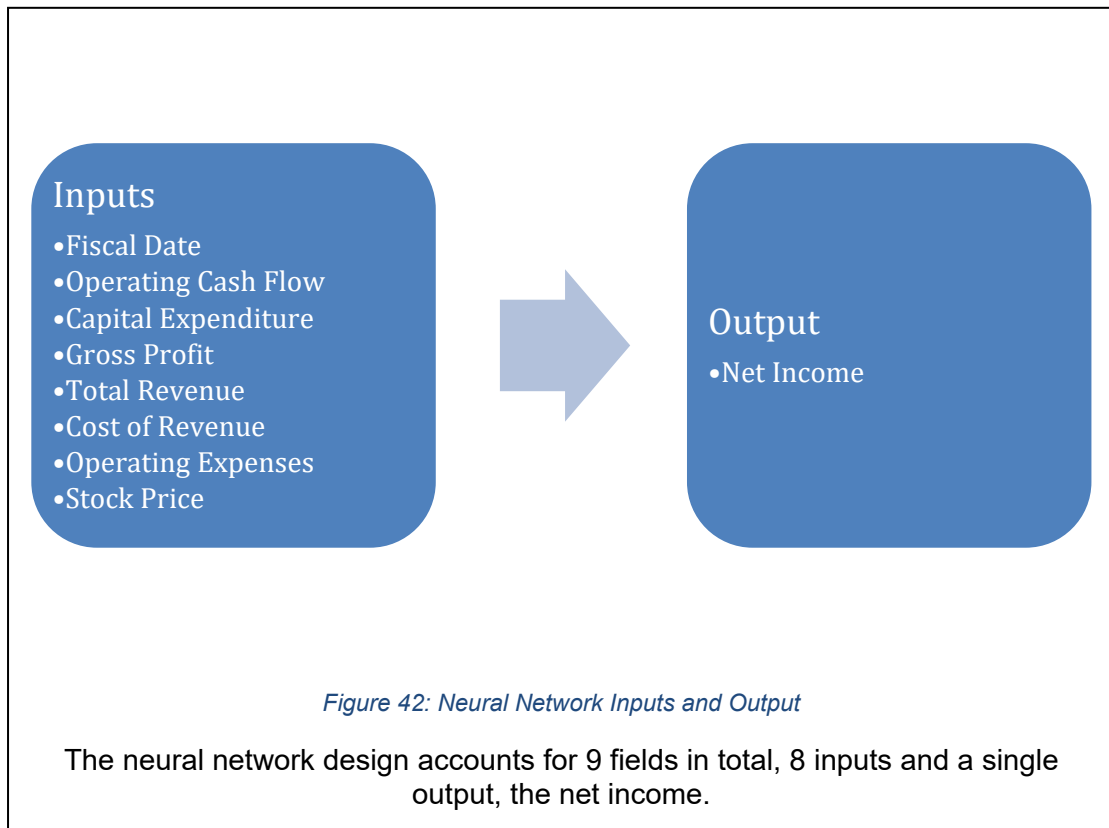 Inputs
•Fiscal Date
•Operating Cash Flow
•Capital Expenditure
•Gross Profit
•Total Revenue
•Cost of Revenue
•Operating Expenses
•Stock Price
Output
•Net Income
Figure 42: Neural Network Inputs and Output
The neural network design accounts for 9 fields in total, 8 inputs and a single
output, the net income.